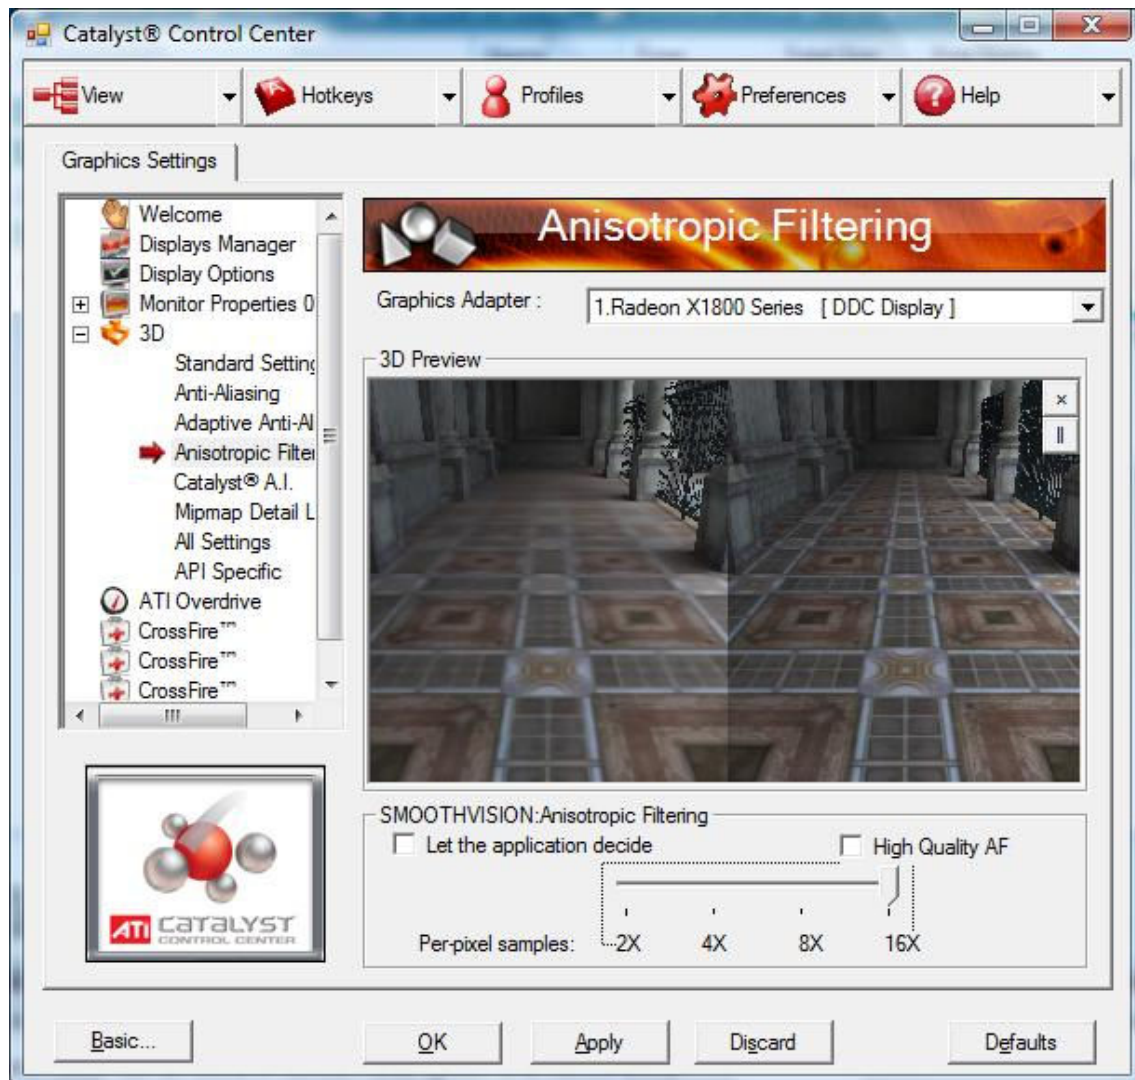 Catalyst® Control Center
View Hotkeys Profiles Preferences Help
Graphics Settings
Welcome
Displays Manager
Display Options
Monitor Properties 0
3D
Standard Setting
Anti-Aliasing
Adaptive Anti-Al
Anisotropic Filter
Catalyst® A.I.
Mipmap Detail L
All Settings
API Specific
ATI Overdrive
CrossFire™
CrossFire™
CrossFire™
ATI CATALYST
CONTROL CENTER
Anisotropic Filtering
Graphics Adapter : 1.Radeon X1800 Series [ DDC Display ]
3D Preview
SMOOTHVISION:Anisotropic Filtering
Let the application decide High Quality AF
Per-pixel samples: 2X 4X 8X 16X
Basic... OK Apply Discard Defaults